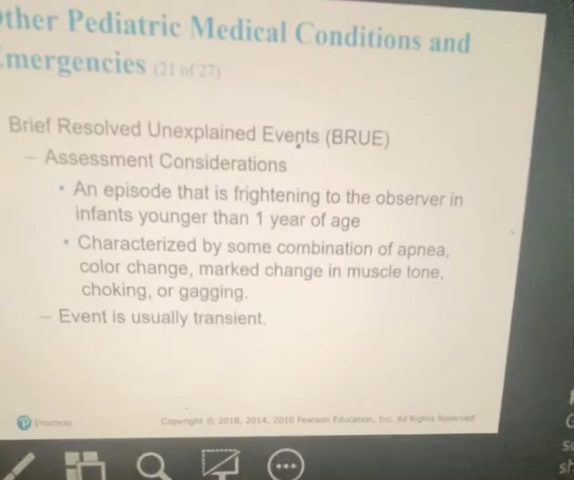 ther Pediatric Medical Conditions and
mergencies (21 of 27)
Brief Resolved Unexplained Events (BRUE)
– Assessment Considerations
• An episode that is frightening to the observer in
infants younger than 1 year of age
• Characterized by some combination of apnea,
color change, marked change in muscle tone,
choking, or gagging.
– Event is usually transient.
Pearson
Copyright © 2018, 2014, 2010 Pearson Education, Inc. All Rights Reserved